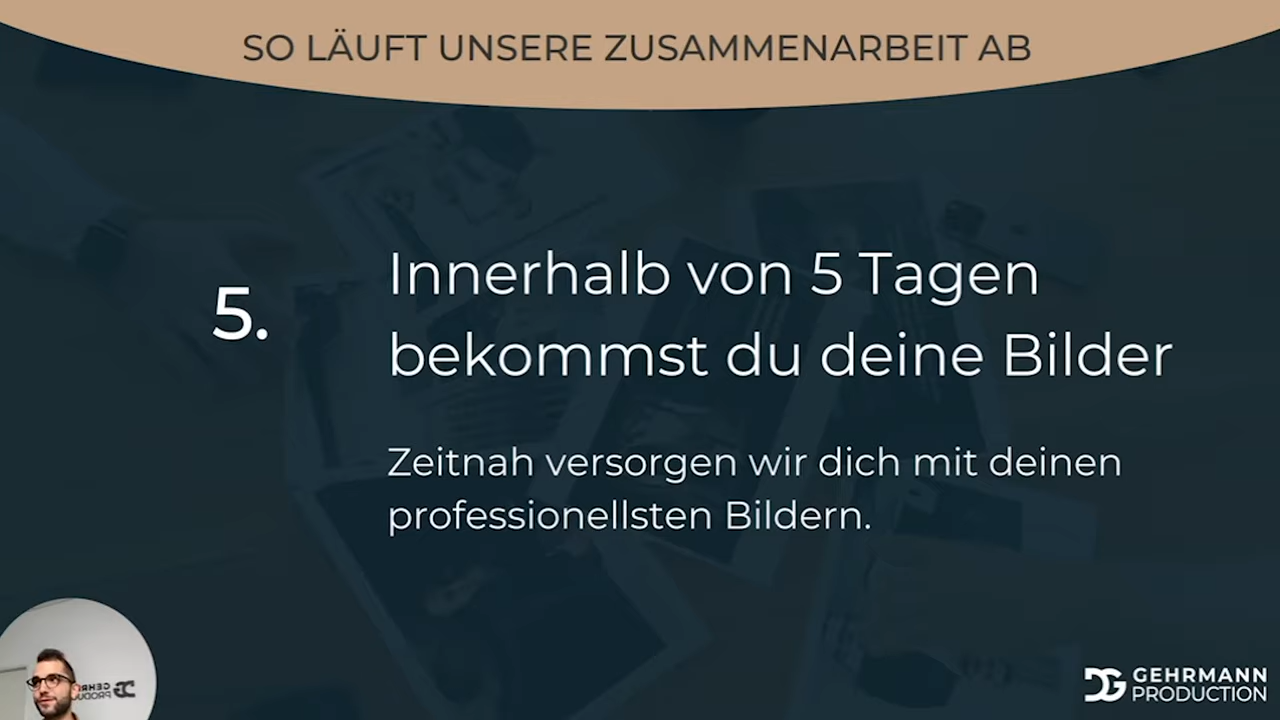 SO LÄUFT UNSERE ZUSAMMENARBEIT AB
5.
Innerhalb von 5 Tagen
bekommst du deine Bilder
Zeitnah versorgen wir dich mit deinen
professionellsten Bildern.
GEHRMANN
PRODUCTION